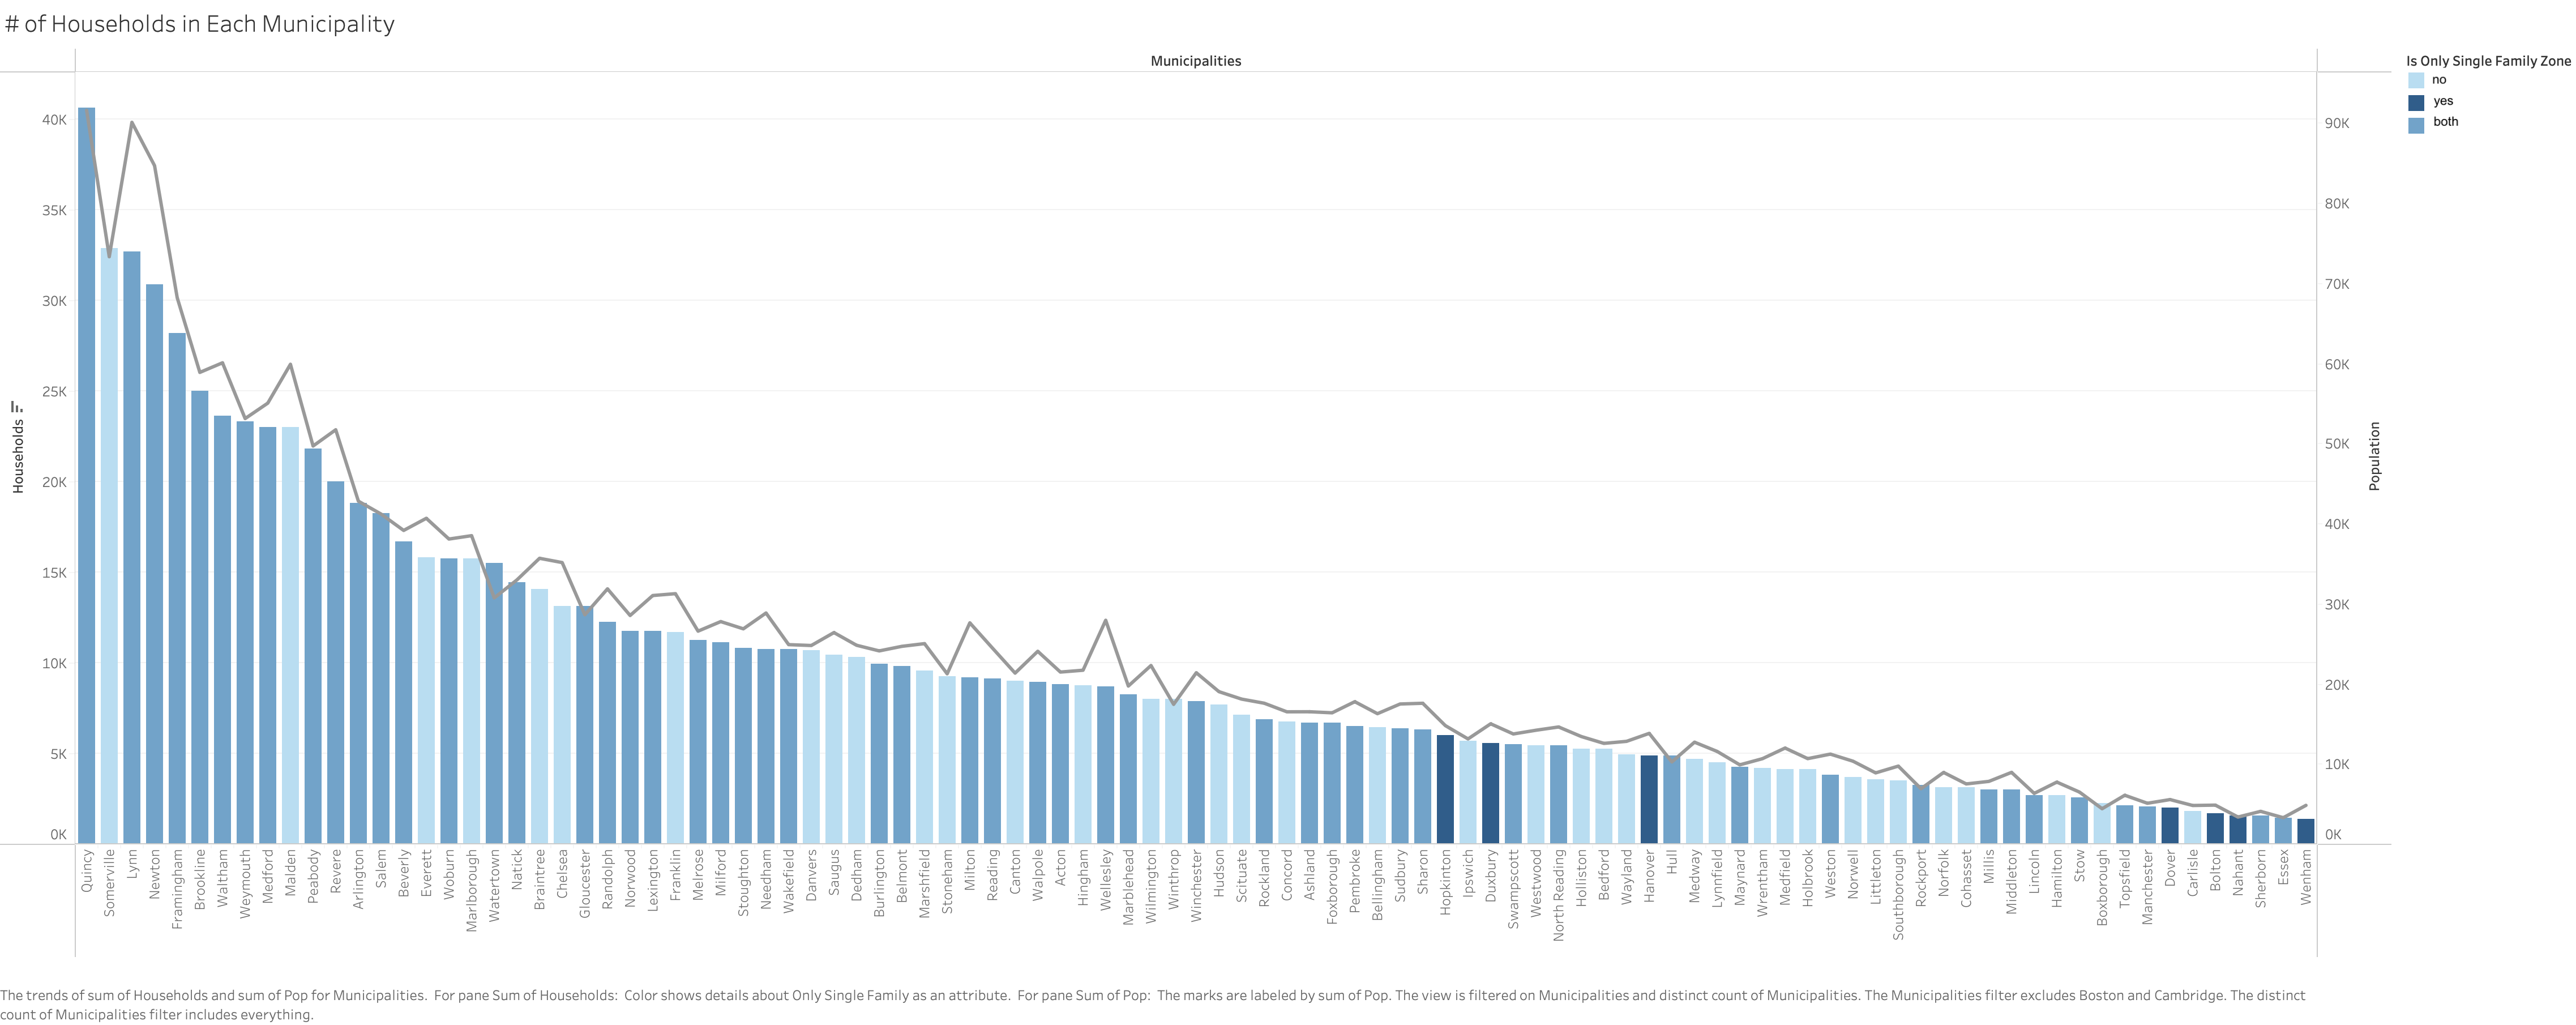 # of Households in Each Municipality
Municipalities
Is Only Single Family Zone
no
yes
both
40K
35K
30K
25K
20K
15K
10K
5K
0K
Households
90K
80K
70K
60K
50K
40K
30K
20K
10K
0K
Population
Quincy
Somerville
Lynn
Newton
Framingham
Brookline
Waltham
Weymouth
Medford
Malden
Peabody
Revere
Arlington
Salem
Beverly
Everett
Woburn
Marlborough
Watertown
Natick
Braintree
Chelsea
Gloucester
Randolph
Norwood
Lexington
Franklin
Melrose
Milford
Stoughton
Needham
Wakefield
Danvers
Saugus
Dedham
Burlington
Belmont
Marshfield
Stoneham
Milton
Reading
Canton
Walpole
Acton
Hingham
Wellesley
Marblehead
Wilmington
Winthrop
Winchester
Hudson
Scituate
Rockland
Concord
Ashland
Foxborough
Pembroke
Bellingham
Sudbury
Sharon
Hopkinton
Ipswich
Duxbury
Swampscott
Westwood
North Reading
Holliston
Bedford
Wayland
Hanover
Hull
Medway
Lynnfield
Maynard
Wrentham
Medfield
Holbrook
Weston
Norwell
Littleton
Southborough
Rockport
Norfolk
Cohasset
Millis
Middleton
Lincoln
Hamilton
Stow
Boxborough
Topsfield
Manchester
Dover
Carlisle
Bolton
Nahant
Sherborn
Essex
Wenham
The trends of sum of Households and sum of Pop for Municipalities.  For pane Sum of Households:  Color shows details about Only Single Family as an attribute.  For pane Sum of Pop:  The marks are labeled by sum of Pop. The view is filtered on Municipalities and distinct count of Municipalities. The Municipalities filter excludes Boston and Cambridge. The distinct
count of Municipalities filter includes everything.